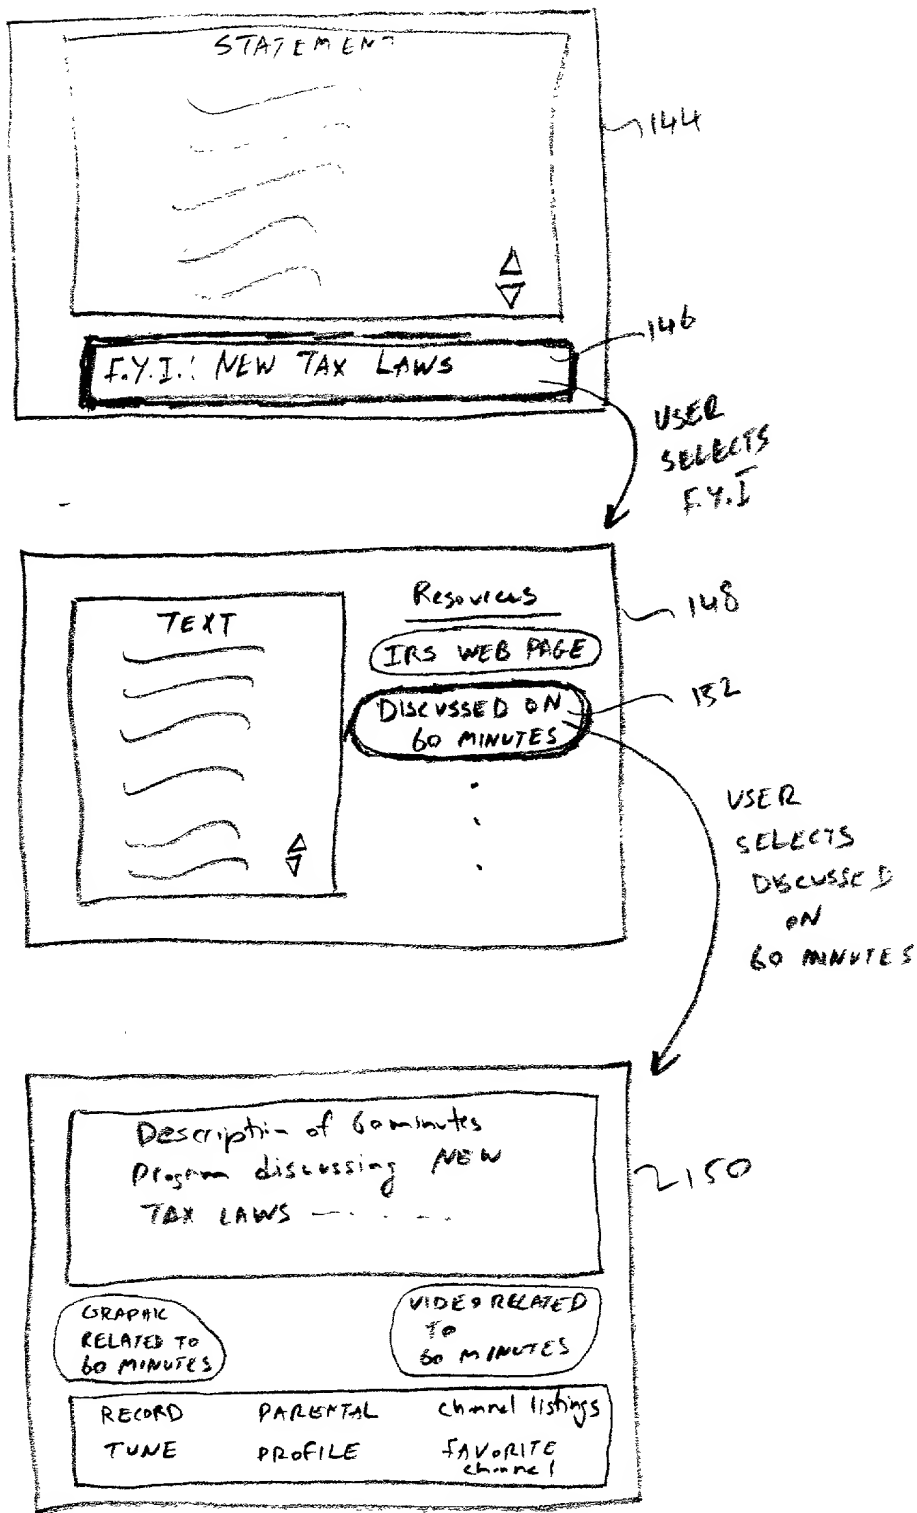 STATEMENT
144
146
F.Y.I.: NEW TAX LAWS
USER
SELECTS
F.Y.I
148
TEXT
Resources
IRS WEB PAGE
152
DISCUSSED ON
60 MINUTES
USER
SELECTS
DISCUSSED
ON
60 MINUTES
150
Description of 60 minutes
Program discussing NEW
TAX LAWS
GRAPHIC
RELATED TO
60 MINUTES
VIDEO RELATED
TO
60 MINUTES
RECORD PARENTAL channel listings
TUNE PROFILE FAVORITE
channel